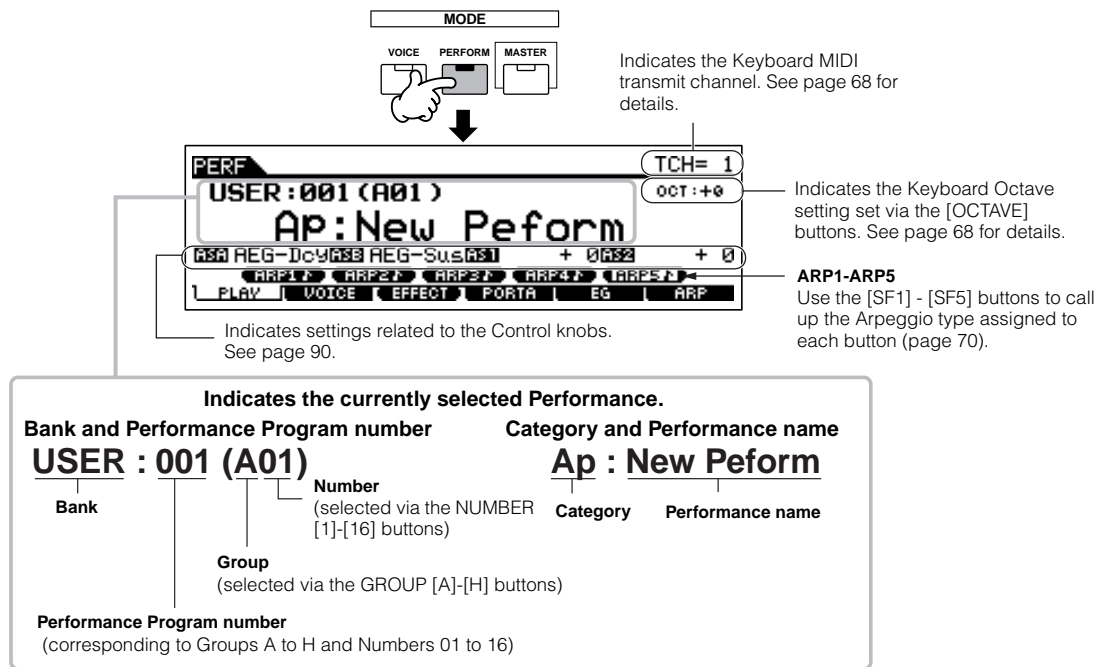 MODE
VOICE PERFORM MASTER
Indicates the Keyboard MIDI
transmit channel. See page 68 for
details.
PERF
TCH= 1
USER:001(A01)
OCT:+0
Ap:New Peform
Indicates the Keyboard Octave
setting set via the [OCTAVE]
buttons. See page 68 for details.
ASA AEG-Dcy ASB AEG-Sus AS1 + 0 AS2 + 0
ARP1♪ ARP2♪ ARP3♪ ARP4♪ ARP5♪
PLAY VOICE EFFECT PORTA EG ARP
ARP1-ARP5
Use the [SF1] - [SF5] buttons to call
up the Arpeggio type assigned to
each button (page 70).
Indicates settings related to the Control knobs.
See page 90.
Indicates the currently selected Performance.
Bank and Performance Program number
Category and Performance name
USER : 001 (A01)
Ap : New Peform
Bank
Number
(selected via the NUMBER
[1]-[16] buttons)
Category
Performance name
Group
(selected via the GROUP [A]-[H] buttons)
Performance Program number
(corresponding to Groups A to H and Numbers 01 to 16)